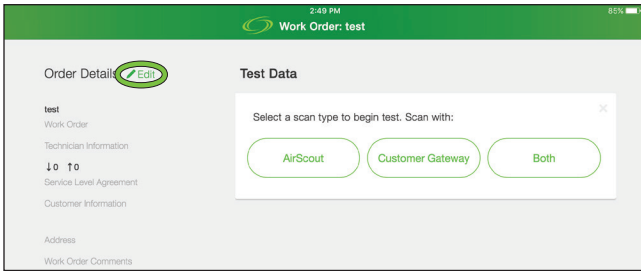 2:49 PM
85%
Work Order: test
Order Details Edit
test
Work Order
Technician Information
↓0 ↑0
Service Level Agreement
Customer Information
Address
Work Order Comments
Test Data
Select a scan type to begin test. Scan with:
AirScout
Customer Gateway
Both